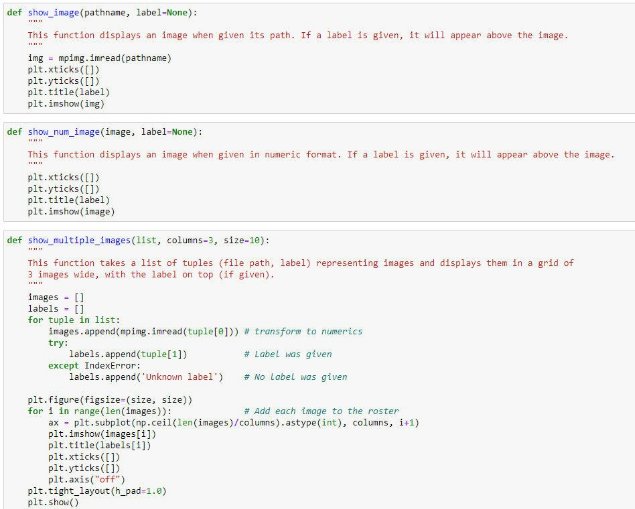 def show_image(pathname, label=None):
"""
This function displays an image when given its path. If a label is given, it will appear above the image.
"""
img = mpimg.imread(pathname)
plt.xticks([])
plt.yticks([])
plt.title(label)
plt.imshow(img)
def show_num_image(image, label=None):
"""
This function displays an image when given in numeric format. If a label is given, it will appear above the image.
"""
plt.xticks([])
plt.yticks([])
plt.title(label)
plt.imshow(image)
def show_multiple_images(list, columns=3, size=10):
"""
This function takes a list of tuples (file path, label) representing images and displays them in a grid of
3 images wide, with the label on top (if given).
"""
images = []
labels = []
for tuple in list:
images.append(mpimg.imread(tuple[0])) # transform to numerics
try:
labels.append(tuple[1]) # Label was given
except IndexError:
labels.append('Unknown label') # No Label was given
plt.figure(figsize=(size, size))
for i in range(len(images)): # Add each image to the roster
ax = plt.subplot(np.ceil(len(images)/columns).astype(int), columns, i+1)
plt.imshow(images[i])
plt.title(labels[i])
plt.xticks([])
plt.yticks([])
plt.axis("off")
plt.tight_layout(h_pad=1.0)
plt.show()